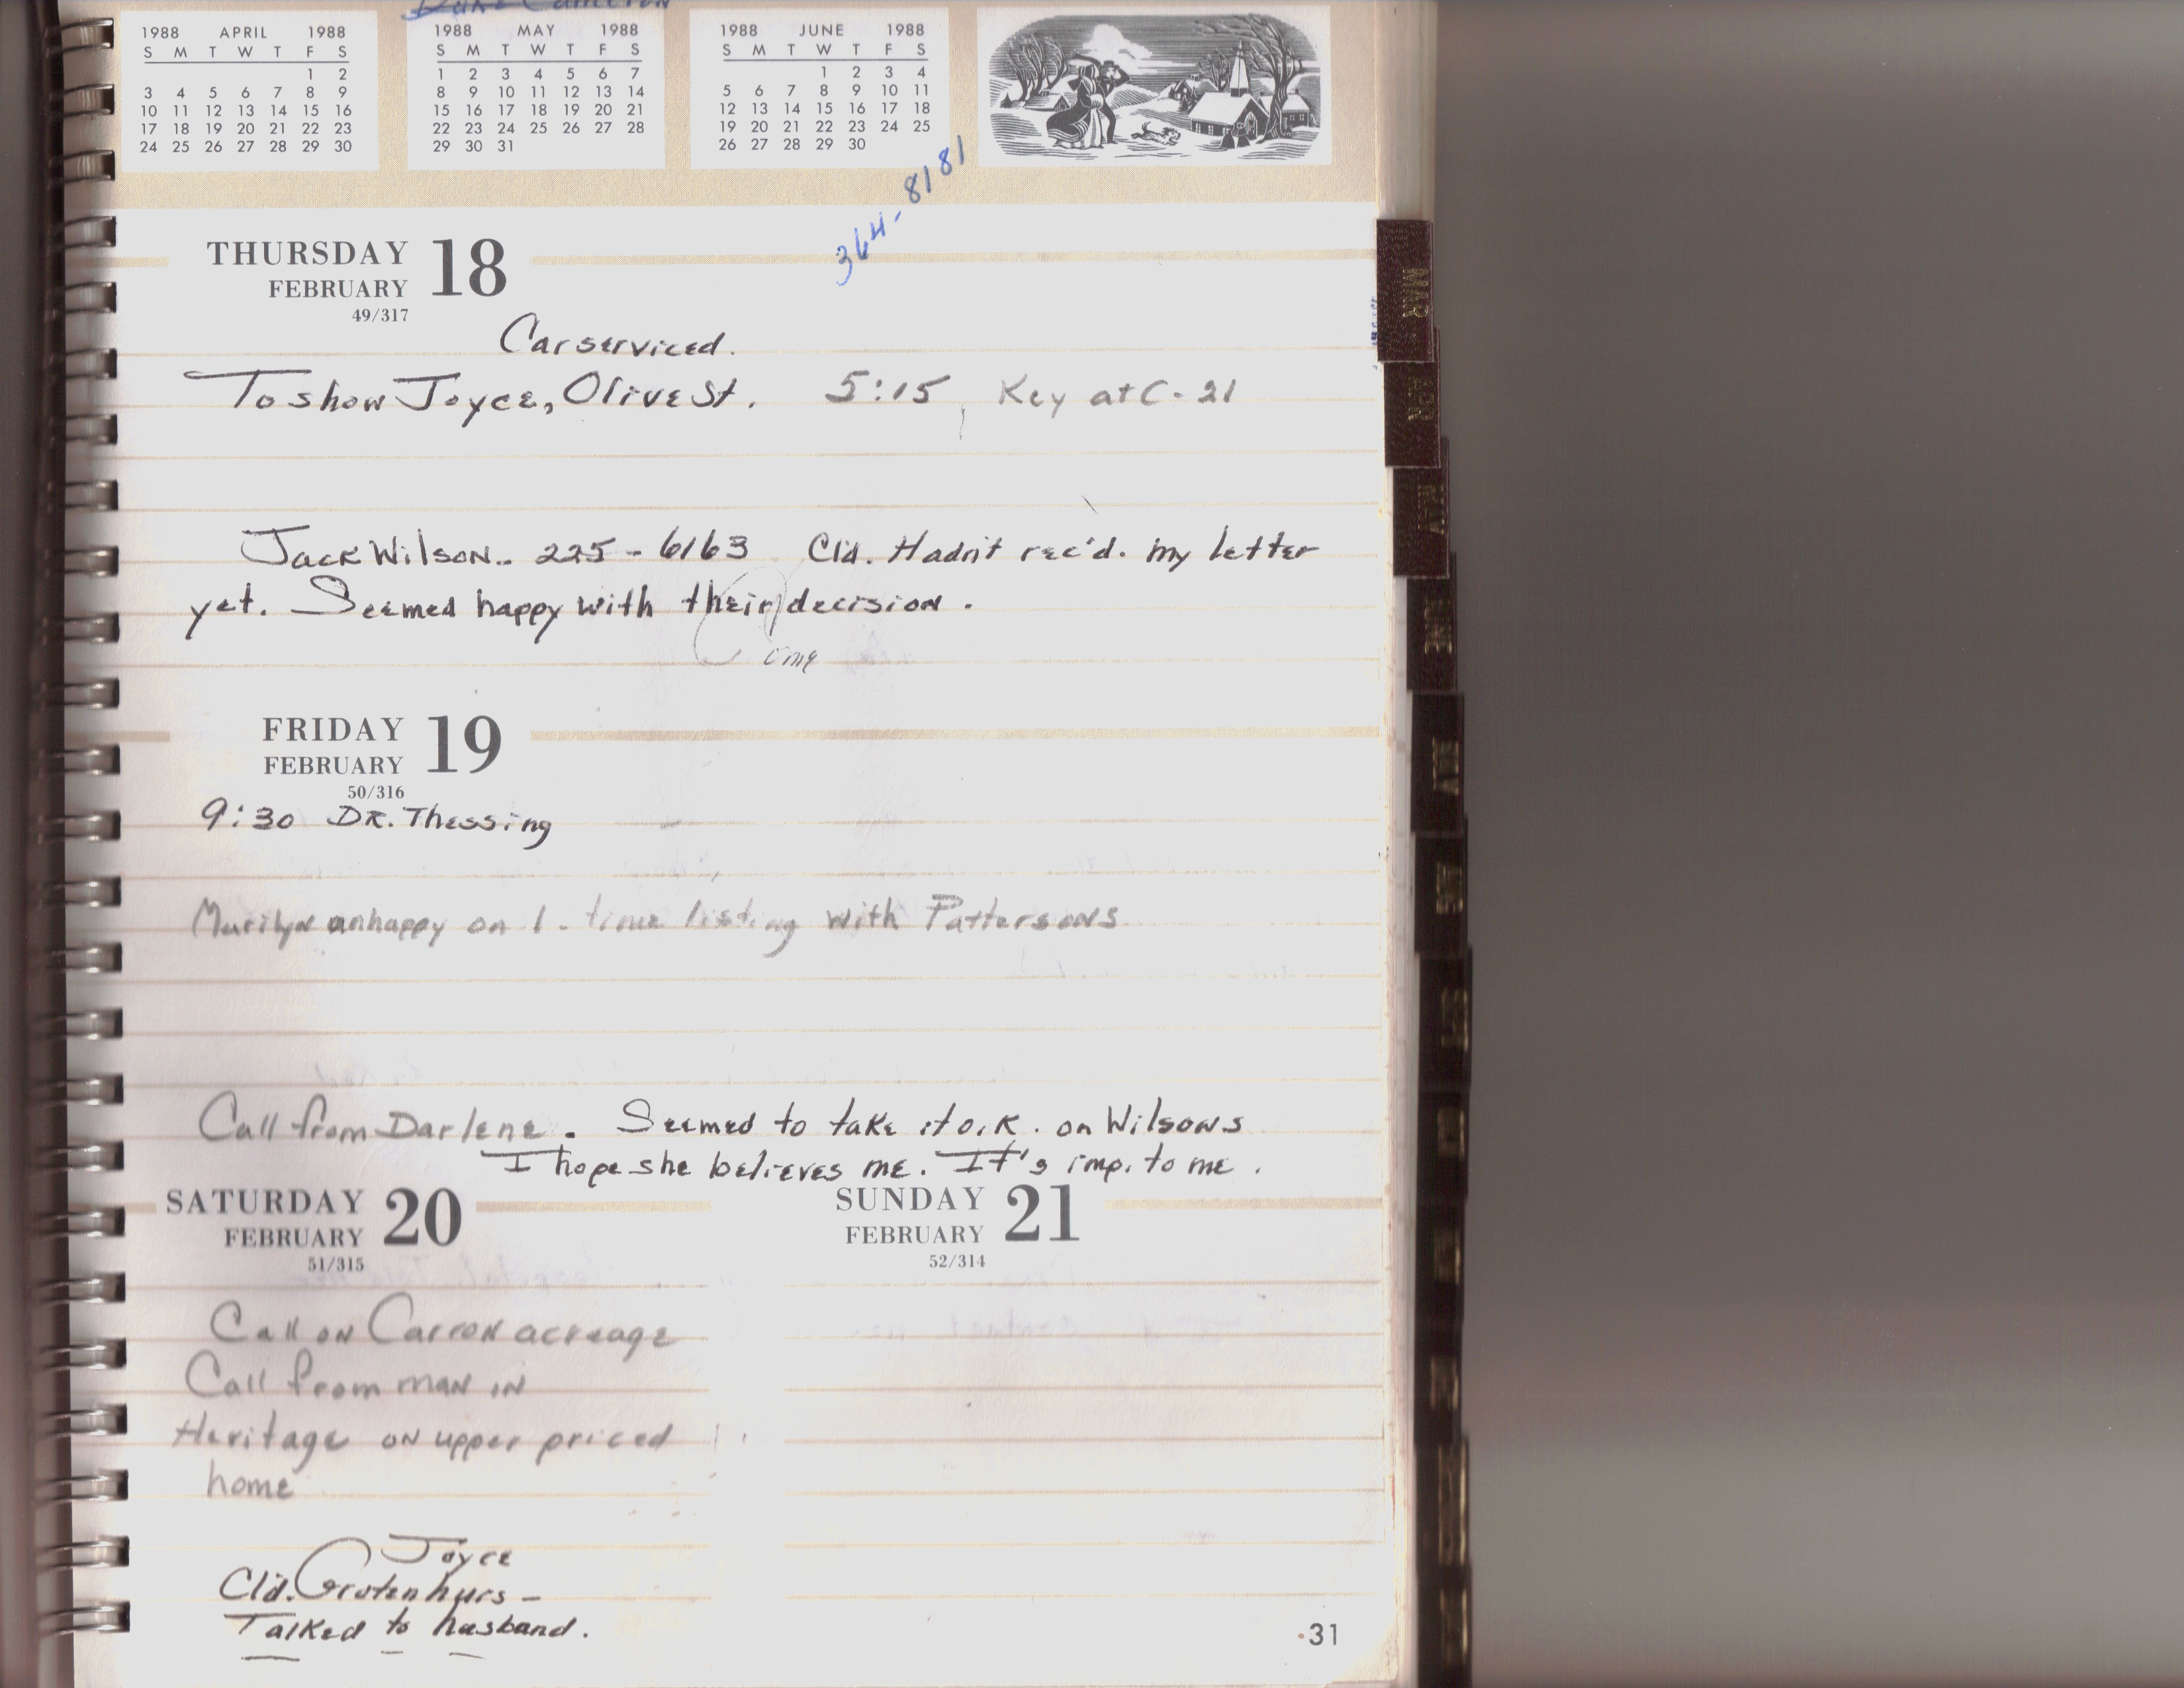 Duke Cameron
1988 APRIL 1988
S M T W T F S
1 2
3 4 5 6 7 8 9
10 11 12 13 14 15 16
17 18 19 20 21 22 23
24 25 26 27 28 29 30
1988 MAY 1988
S M T W T F S
1 2 3 4 5 6 7
8 9 10 11 12 13 14
15 16 17 18 19 20 21
22 23 24 25 26 27 28
29 30 31
1988 JUNE 1988
S M T W T F S
1 2 3 4
5 6 7 8 9 10 11
12 13 14 15 16 17 18
19 20 21 22 23 24 25
26 27 28 29 30
364-8181
THURSDAY 18
FEBRUARY
49/317
Car serviced.
To show Joyce, Olive St. 5:15, Key at C-21
Jack Wilson.. 225-6163 Cld. Hadn't rec'd. my letter
yet. Seemed happy with their decision.
FRIDAY 19
FEBRUARY
50/316
9:30 DR. Thessing
Marilyn unhappy on 1-time listing with Pattersons
Call from Darlene. Seemed to take it o.k. on Wilsons
I hope she believes me. It's imp. to me.
SATURDAY 20
FEBRUARY
51/315
Call on Carron acreage
Call from man in
Heritage on upper priced
home
Joyce
Cld. Grotenhurs -
Talked to husband.
SUNDAY 21
FEBRUARY
52/314
31
MAR
APR
MAY
JUNE
JULY
AUG
SEPT